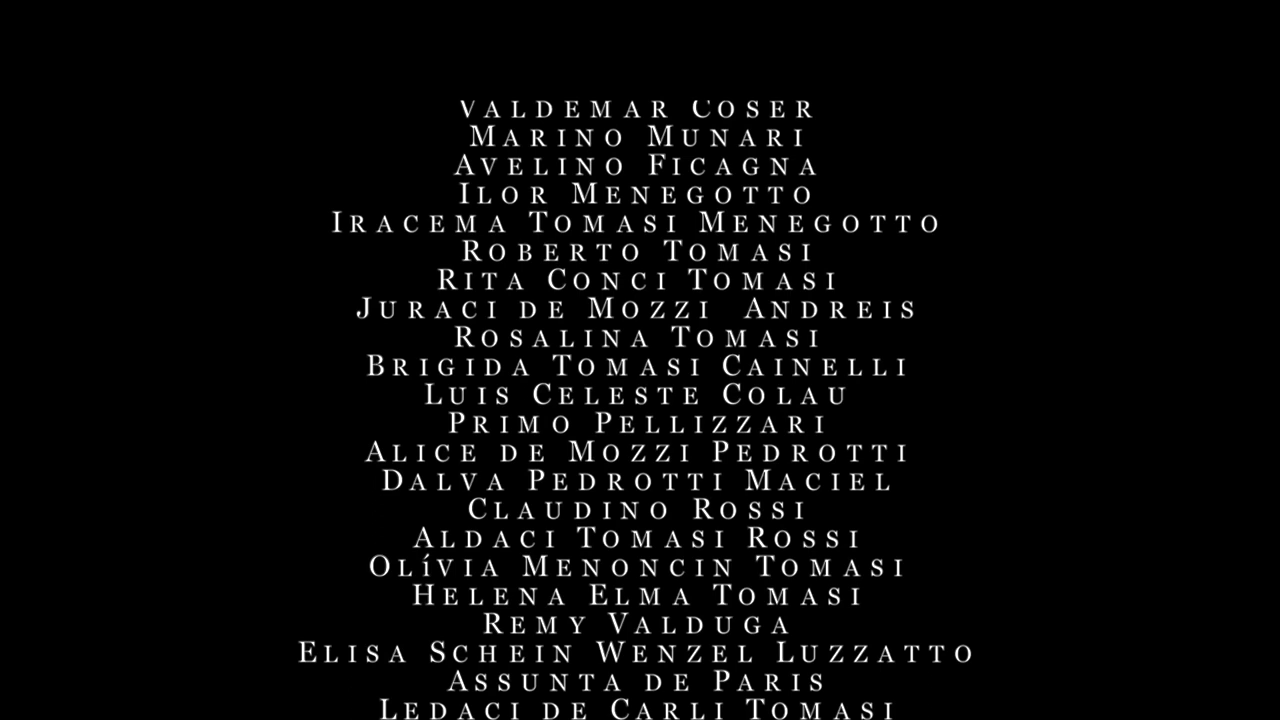 Valdemar Coser
Marino Munari
Avelino Ficagna
Ilor Menegotto
Iracema Tomasi Menegotto
Roberto Tomasi
Rita Conci Tomasi
Juraci de Mozzi Andreis
Rosalina Tomasi
Brigida Tomasi Cainelli
Luis Celeste Colau
Primo Pellizzari
Alice de Mozzi Pedrotti
Dalva Pedrotti Maciel
Claudino Rossi
Aldaci Tomasi Rossi
Olívia Menoncin Tomasi
Helena Elma Tomasi
Remy Valduga
Elisa Schein Wenzel Luzzatto
Assunta de Paris
Ledaci de Carli Tomasi